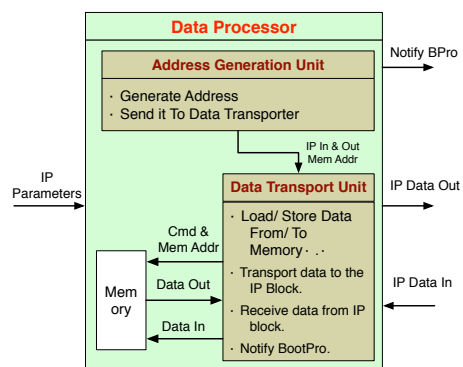 Data Processor
Address Generation Unit
· Generate Address
· Send it To Data Transporter
Notify BPro
IP In & Out
Mem Addr
IP
Parameters
Data Transport Unit
· Load/ Store Data
From/ To
Memory · . ·
· Transport data to the
IP Block.
· Receive data from IP
block.
· Notify BootPro.
IP Data Out
IP Data In
Cmd &
Mem Addr
Mem
ory
Data Out
Data In